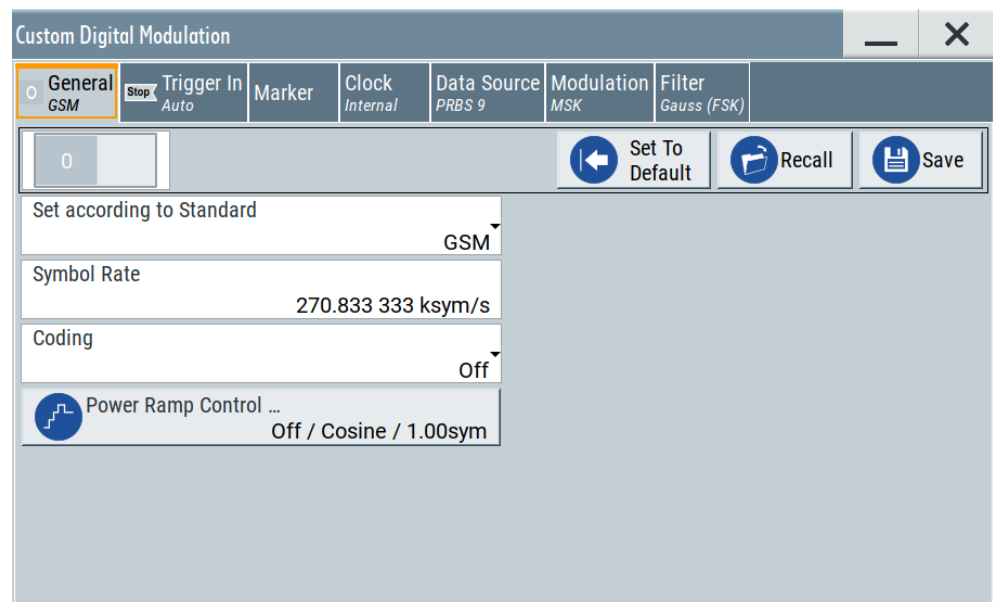 Custom Digital Modulation
0 General
GSM
Stop Trigger In
Auto
Marker
Clock
Internal
Data Source
PRBS 9
Modulation
MSK
Filter
Gauss (FSK)
0
Set To
Default
Recall
Save
Set according to Standard
GSM
Symbol Rate
270.833 333 ksym/s
Coding
Off
Power Ramp Control ...
Off / Cosine / 1.00sym